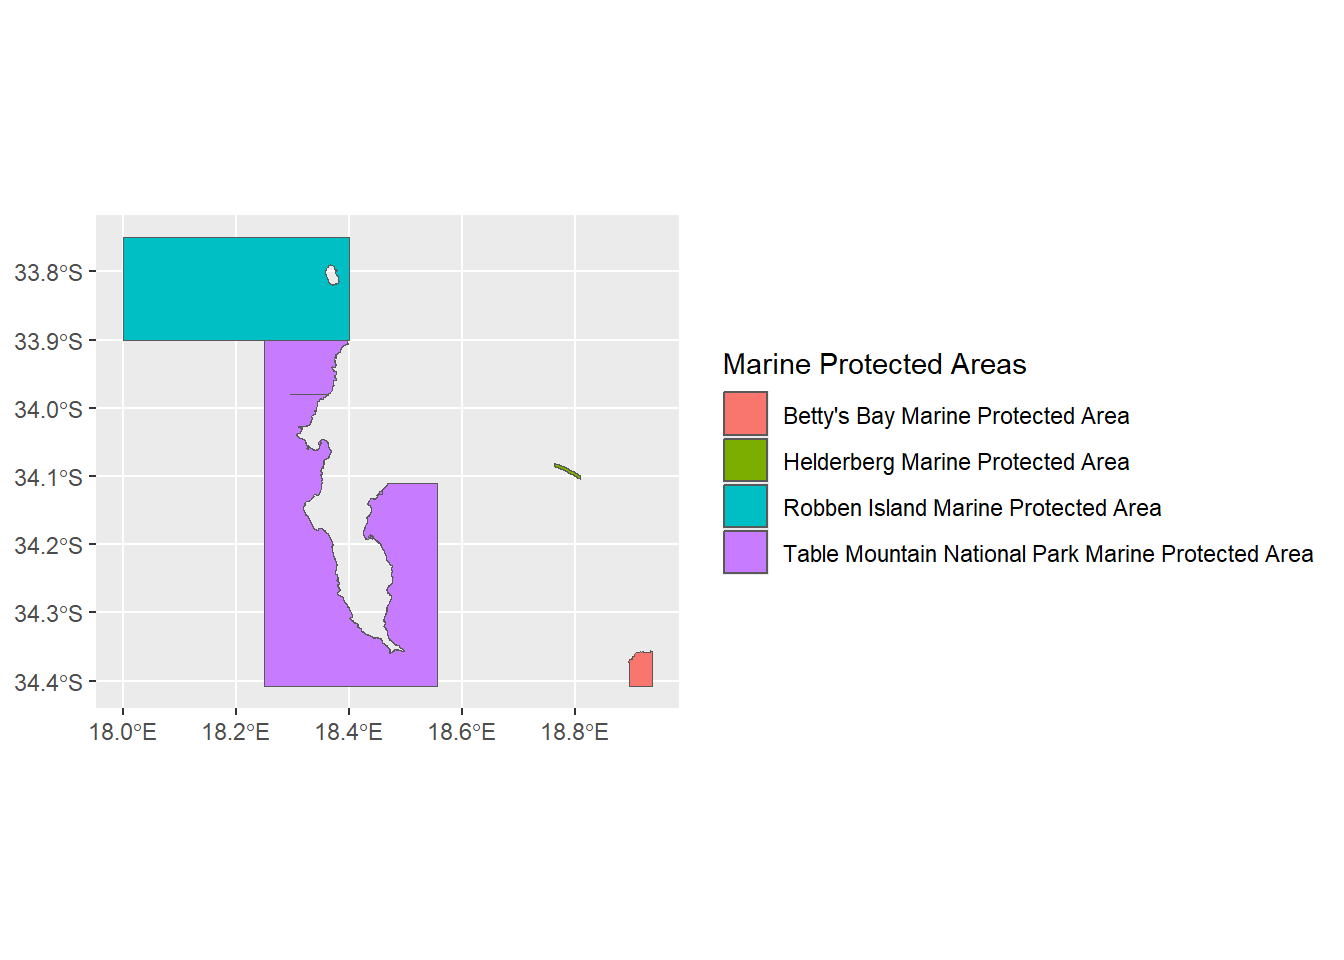 33.8°S
33.9°S
34.0°S
34.1°S
34.2°S
34.3°S
34.4°S
18.0°E
18.2°E
18.4°E
18.6°E
18.8°E
Marine Protected Areas
Betty's Bay Marine Protected Area
Helderberg Marine Protected Area
Robben Island Marine Protected Area
Table Mountain National Park Marine Protected Area